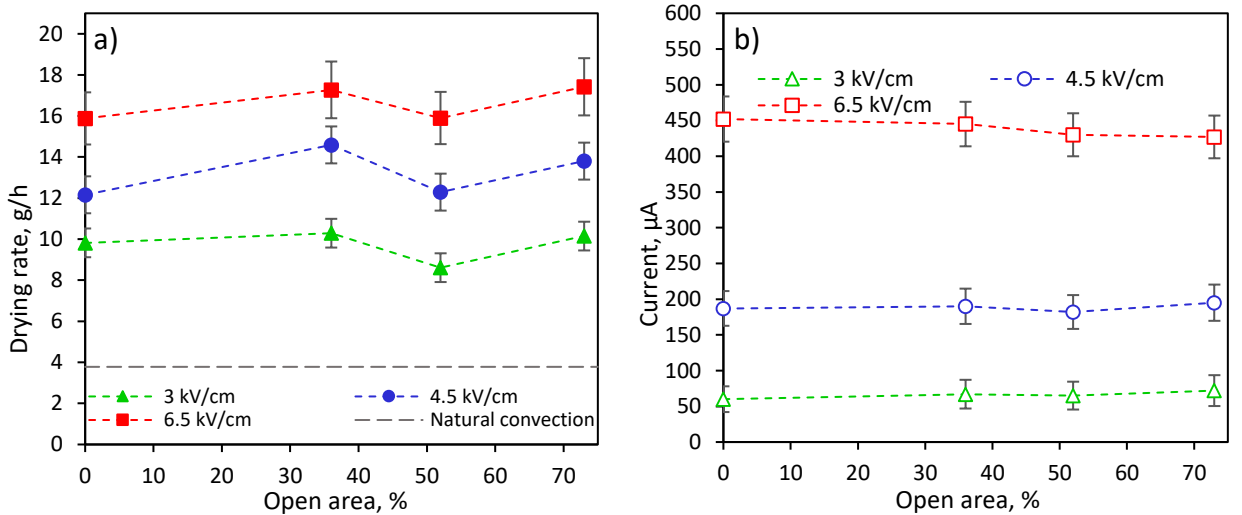 a)
Drying rate, g/h
20
18
16
14
12
10
8
6
4
2
0
3 kV/cm
4.5 kV/cm
6.5 kV/cm
Natural convection
0 10 20 30 40 50 60 70
Open area, %
b)
Current, µA
600
550
500
450
400
350
300
250
200
150
100
50
0
3 kV/cm
4.5 kV/cm
6.5 kV/cm
0 10 20 30 40 50 60 70
Open area, %